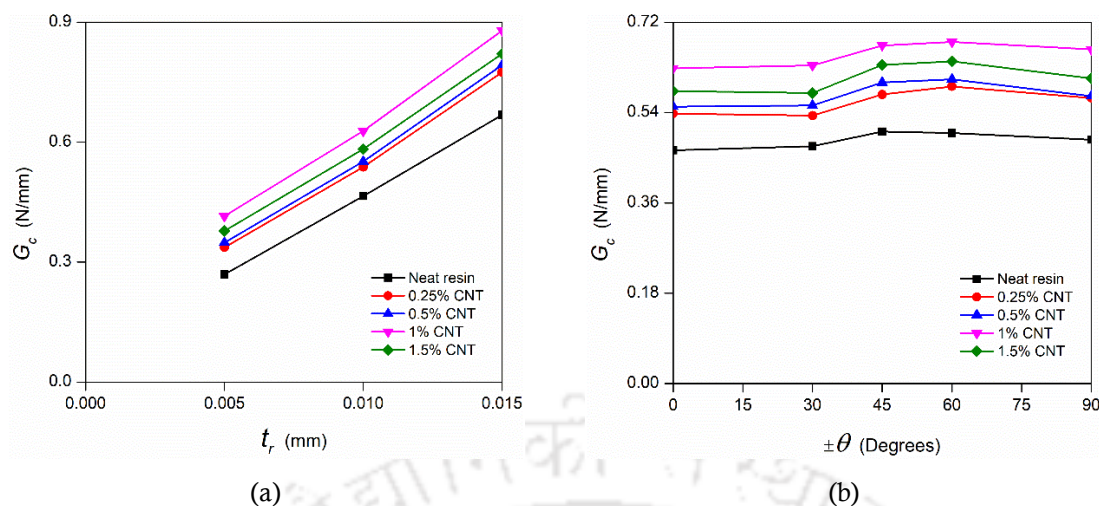 0.9
0.6
0.3
0.0
G_c (N/mm)
0.000 0.005 0.010 0.015
t_r (mm)
Neat resin
0.25% CNT
0.5% CNT
1% CNT
1.5% CNT
(a)
0.72
0.54
0.36
0.18
0.00
G_c (N/mm)
0 15 30 45 60 75 90
±θ (Degrees)
Neat resin
0.25% CNT
0.5% CNT
1% CNT
1.5% CNT
(b)